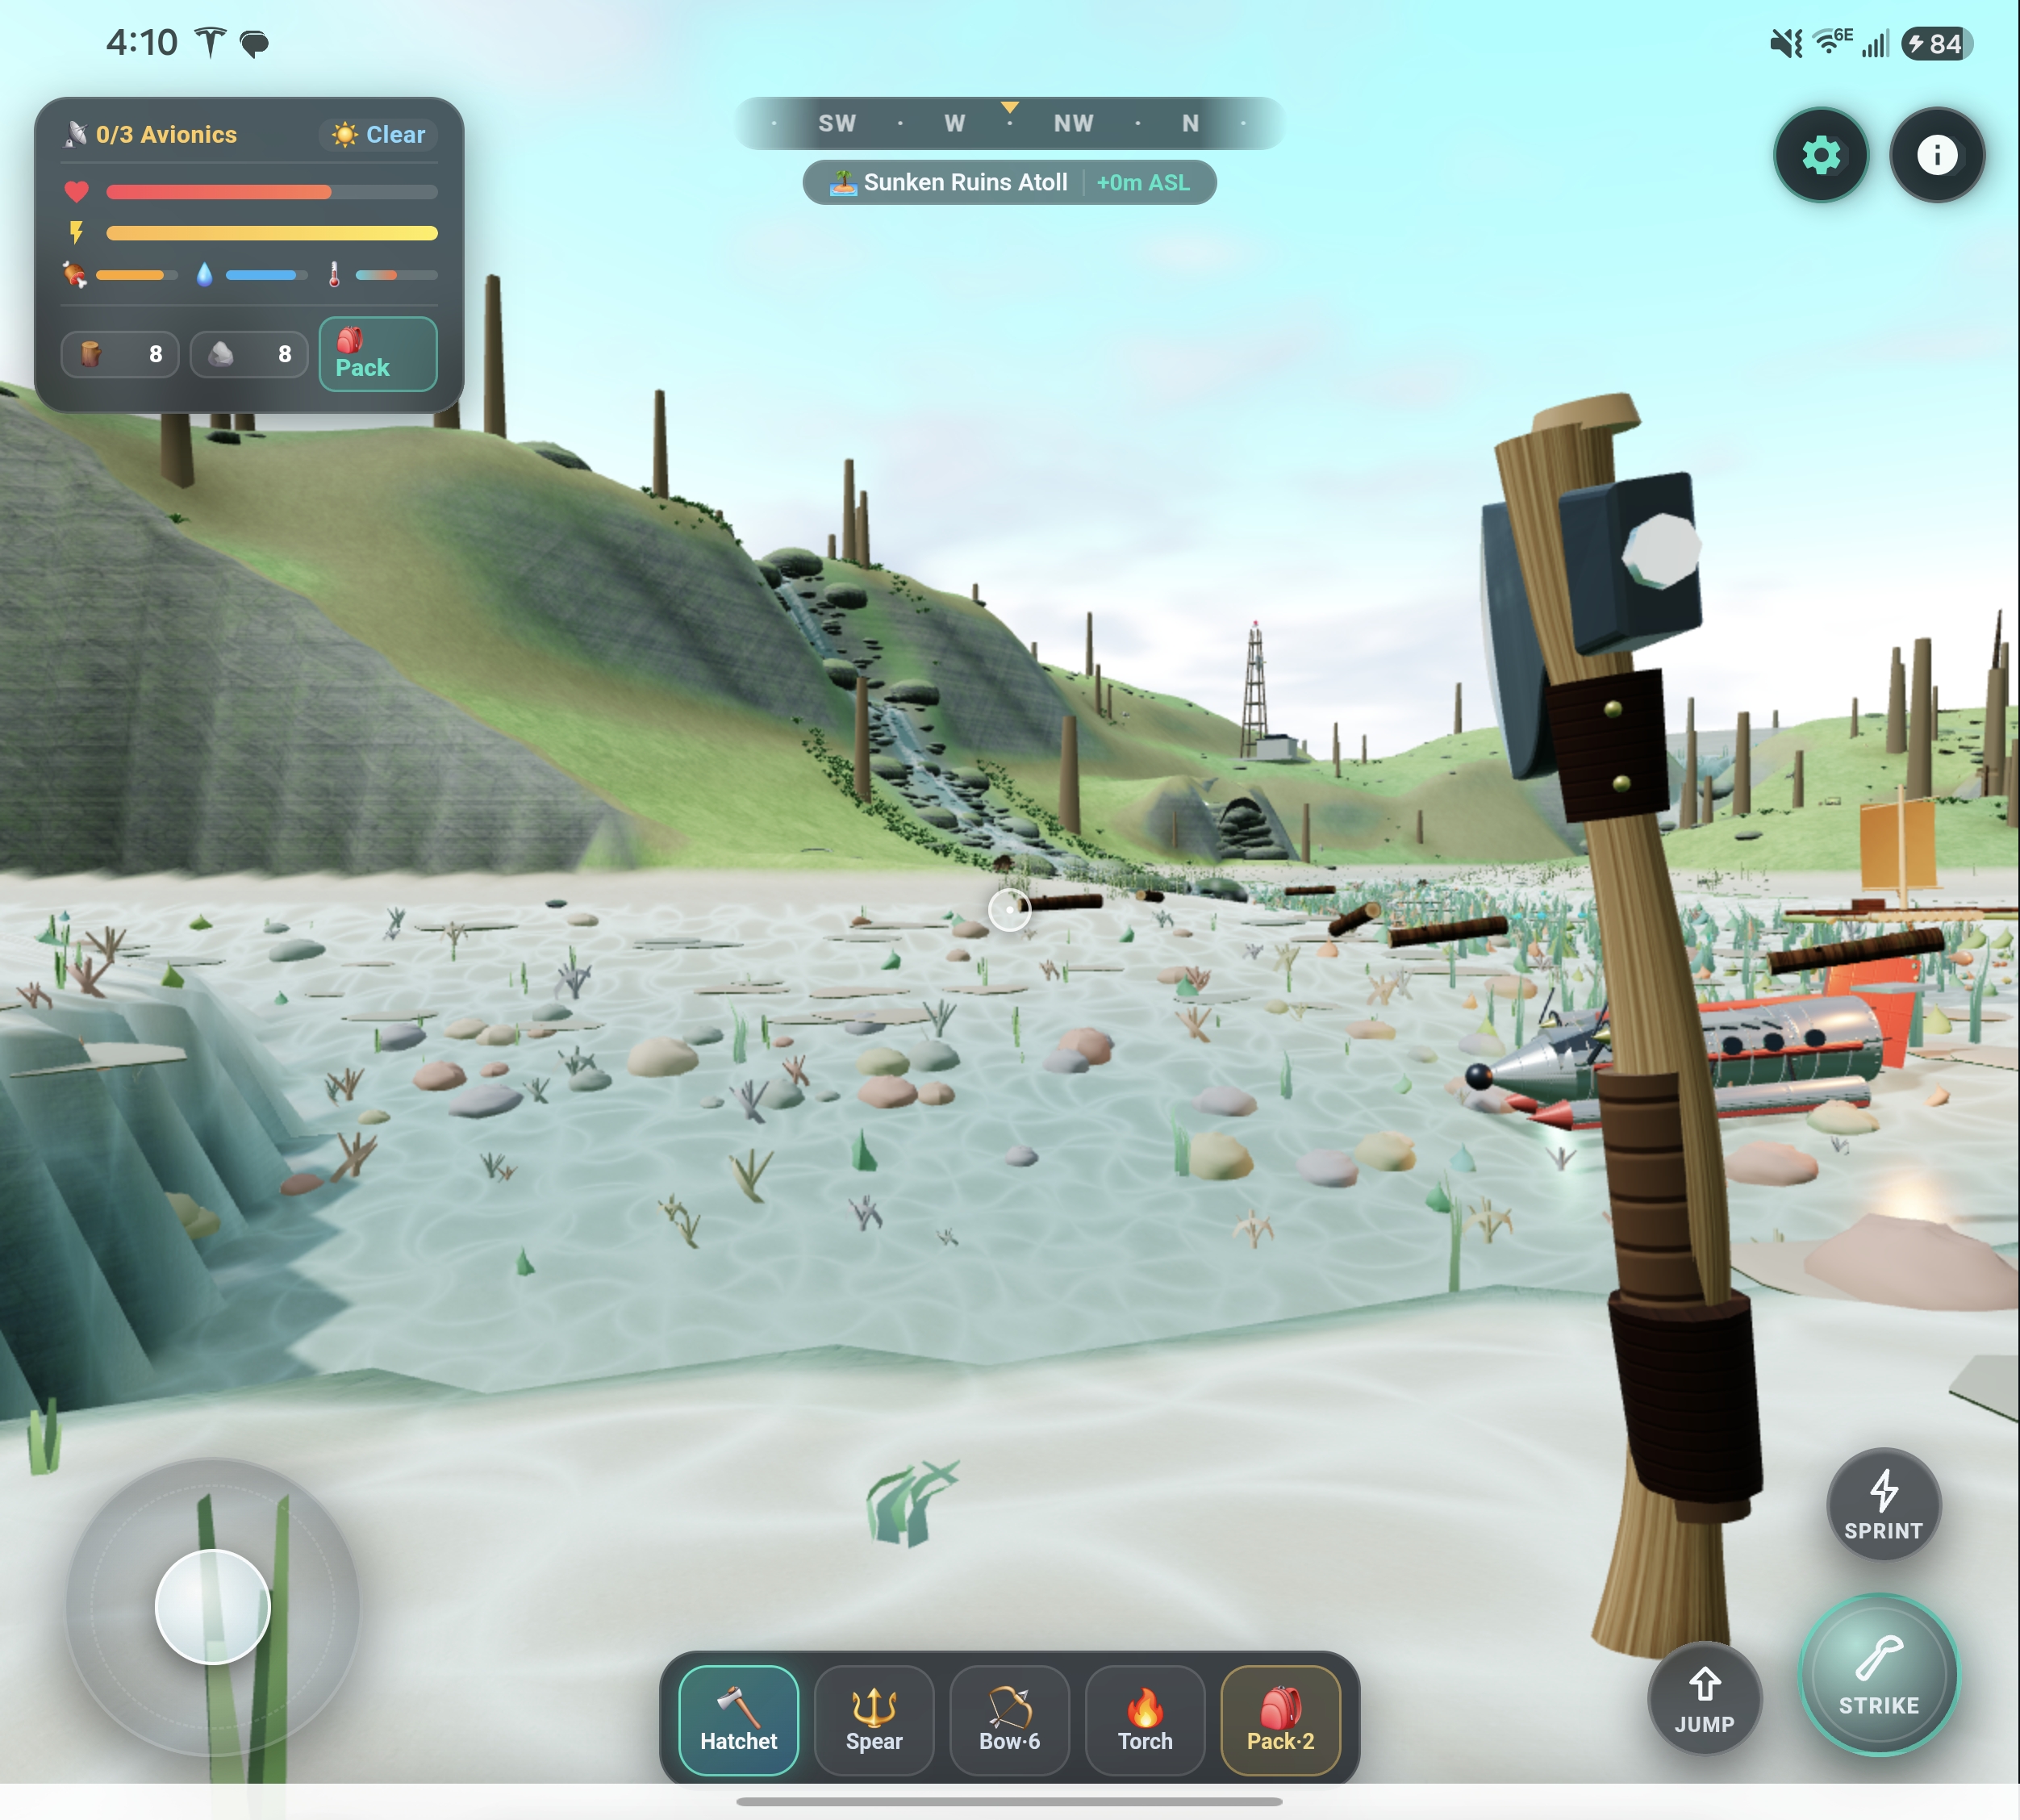 4:10
6E
84
0/3 Avionics
Clear
8
8
Pack
· SW · W · NW · N ·
Sunken Ruins Atoll
+0m ASL
SPRINT
STRIKE
JUMP
Hatchet
Spear
Bow·6
Torch
Pack·2